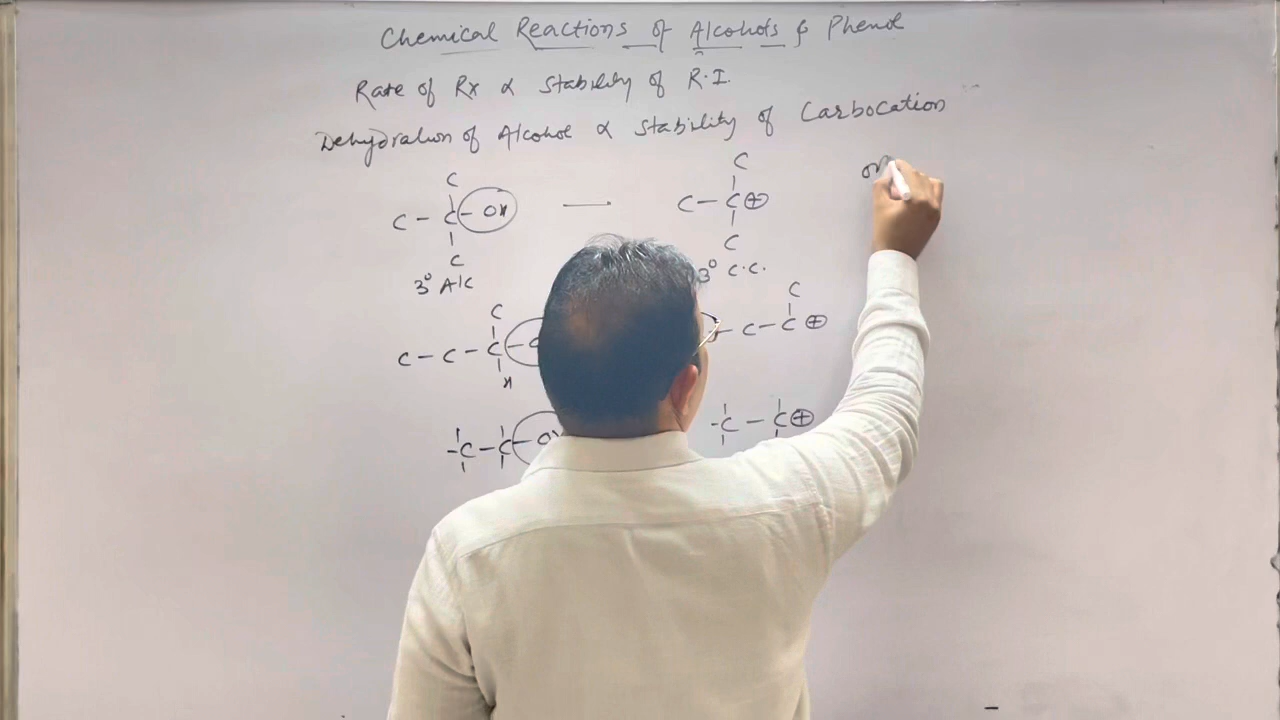 Chemical Reactions of Alcohols & Phenol
Rate of Rx ∝ Stability of R.I.
Dehydration of Alcohol ∝ Stability of Carbocation
C
C – C – OH
C
3° Alc
C
C – C ⊕
C
3° C.C.
or
C
C – C – C
H
C
C – C ⊕
C – C – O
C – C ⊕